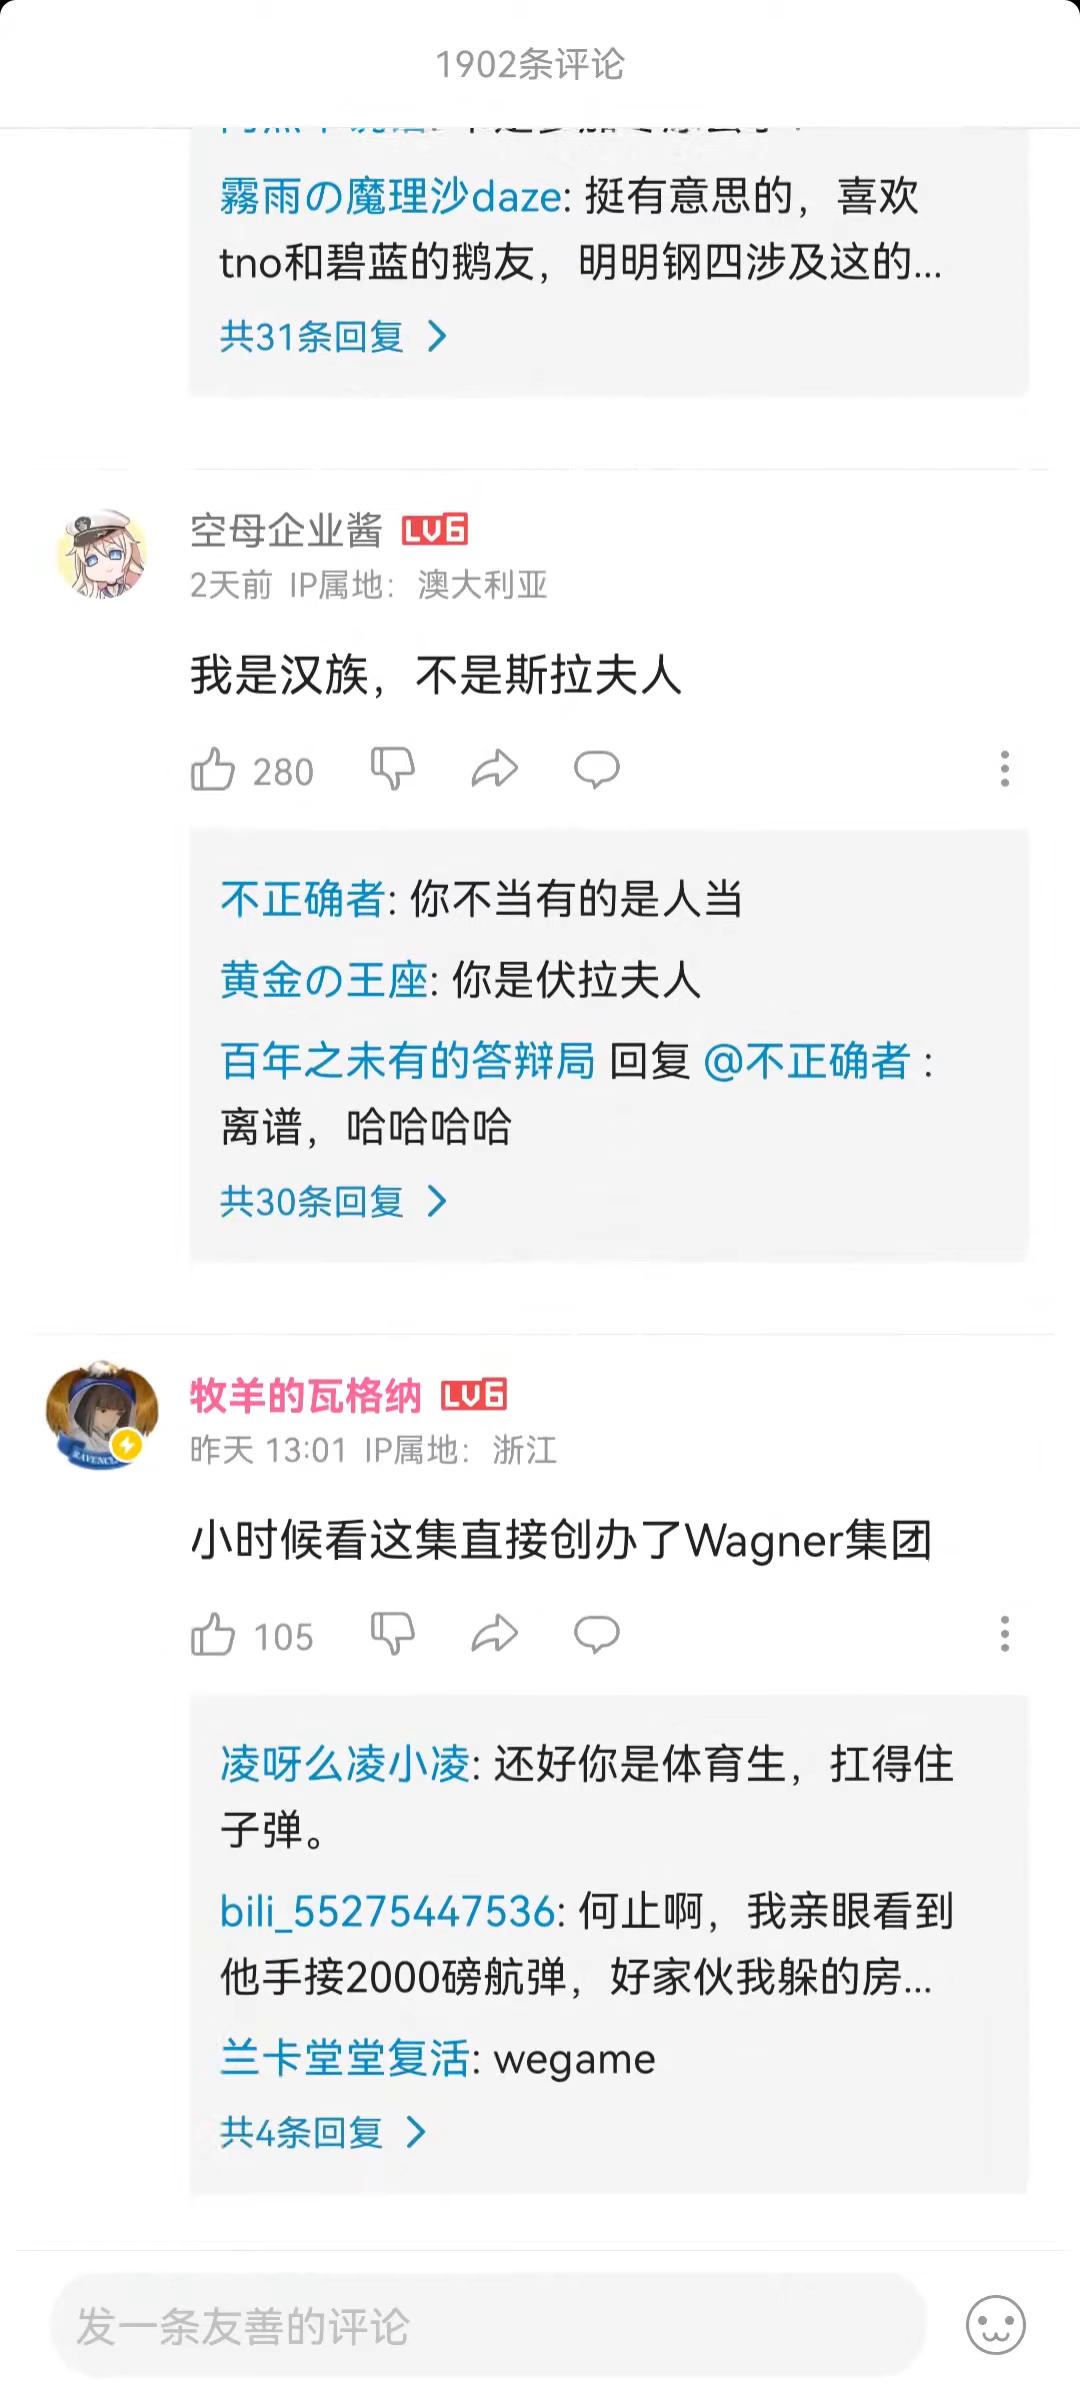 1902条评论
霧雨の魔理沙daze: 挺有意思的，喜欢
tno和碧蓝的鹅友，明明钢四涉及这的...
共31条回复
空母企业酱 LV6
2天前 IP属地：澳大利亚
我是汉族，不是斯拉夫人
280
不正确者: 你不当有的是人当
黄金の王座: 你是伏拉夫人
百年之未有的答辩局 回复 @不正确者 :
离谱，哈哈哈哈
共30条回复
牧羊的瓦格纳 LV6
昨天 13:01 IP属地：浙江
小时候看这集直接创办了Wagner集团
105
凌呀么凌小凌: 还好你是体育生，扛得住
子弹。
bili_55275447536: 何止啊，我亲眼看到
他手接2000磅航弹，好家伙我躲的房...
兰卡堂堂复活: wegame
共4条回复
发一条友善的评论